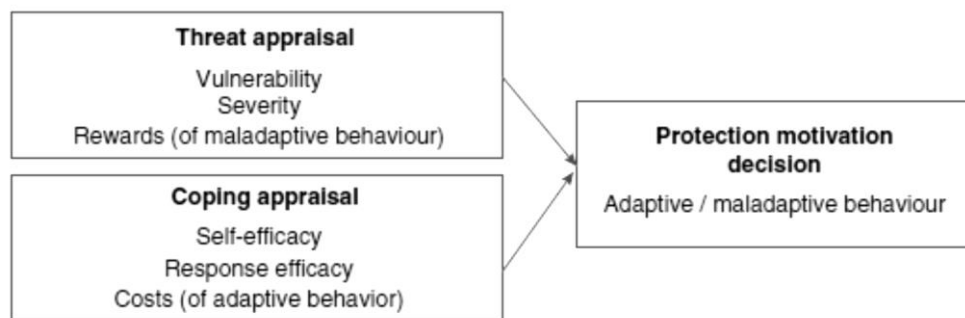 Threat appraisal
Vulnerability
Severity
Rewards (of maladaptive behaviour)
Coping appraisal
Self-efficacy
Response efficacy
Costs (of adaptive behavior)
Protection motivation
decision
Adaptive / maladaptive behaviour